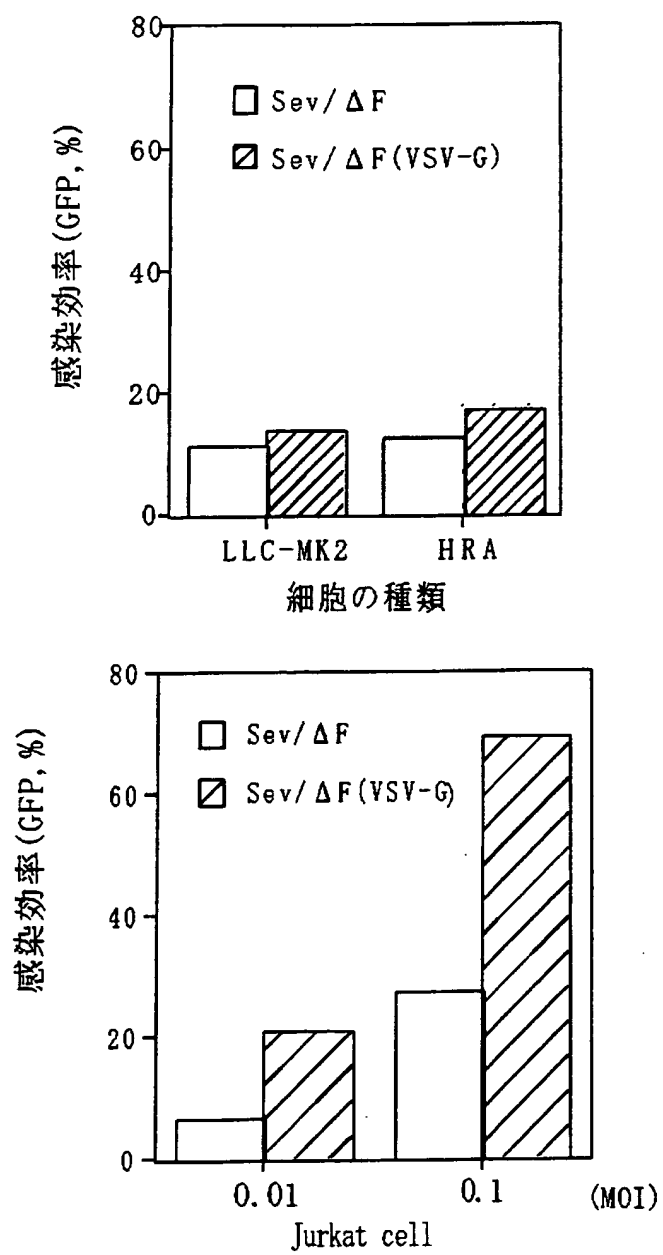 80
60
40
20
0
感染効率(GFP,%)
Sev/ΔF
Sev/ΔF(VSV-G)
LLC-MK2 HRA
細胞の種類
80
60
40
20
0
感染効率(GFP,%)
Sev/ΔF
Sev/ΔF(VSV-G)
0.01 0.1 (MOI)
Jurkat cell